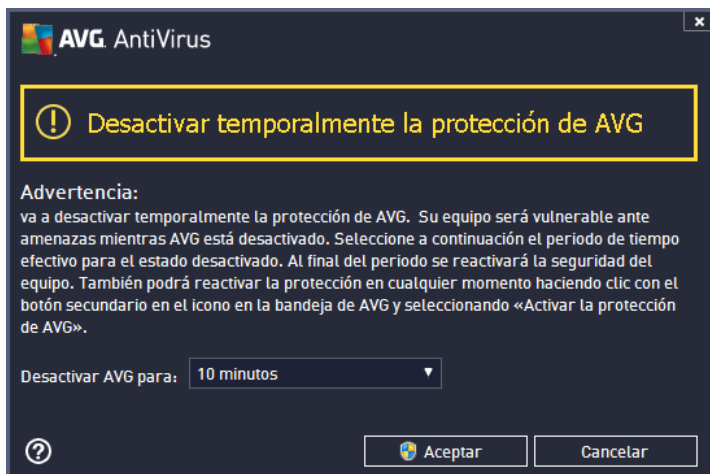 AVG AntiVirus
Desactivar temporalmente la protección de AVG
Advertencia:
va a desactivar temporalmente la protección de AVG. Su equipo será vulnerable ante
amenazas mientras AVG está desactivado. Seleccione a continuación el periodo de tiempo
efectivo para el estado desactivado. Al final del periodo se reactivará la seguridad del
equipo. También podrá reactivar la protección en cualquier momento haciendo clic con el
botón secundario en el icono en la bandeja de AVG y seleccionando «Activar la protección
de AVG».
Desactivar AVG para: 10 minutos
Aceptar Cancelar